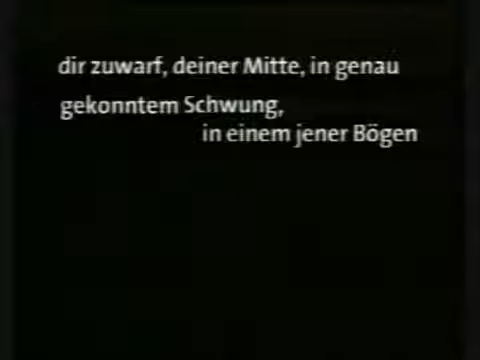 dir zuwarf, deiner Mitte, in genau
gekonntem Schwung,
in einem jener Bögen